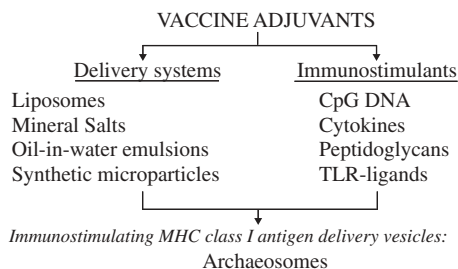 VACCINE ADJUVANTS
Delivery systems
Liposomes
Mineral Salts
Oil-in-water emulsions
Synthetic microparticles
Immunostimulants
CpG DNA
Cytokines
Peptidoglycans
TLR-ligands
Immunostimulating MHC class I antigen delivery vesicles:
Archaeosomes